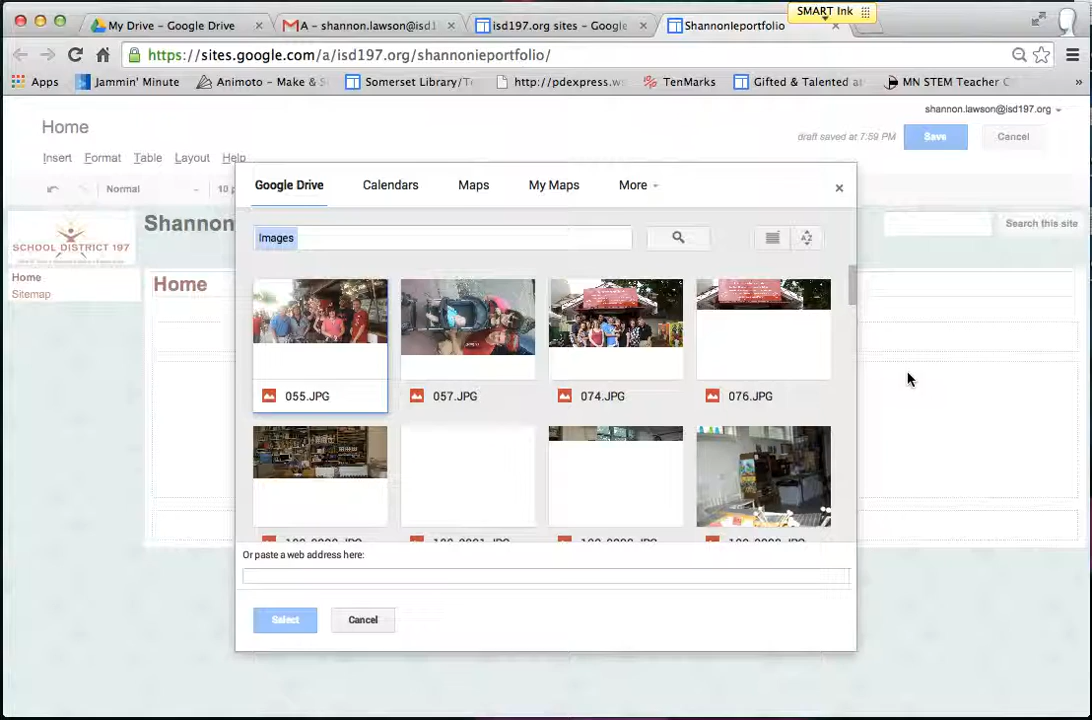 SMART Ink
My Drive – Google Drive
A – shannon.lawson@isd1
isd197.org sites – Google
Shannonieportfolio
https://sites.google.com/a/isd197.org/shannonieportfolio/
Apps
Jammin' Minute
Animoto – Make & S
Somerset Library/Te
http://pdexpress.ws
TenMarks
Gifted & Talented at
MN STEM Teacher C
»
shannon.lawson@isd197.org
Home
draft saved at 7:59 PM
Save
Cancel
Insert Format Table Layout Help
Normal
10 p
SCHOOL DISTRICT 197
Shannon
Search this site
Home
Sitemap
Home
Google Drive
Calendars
Maps
My Maps
More
Images
055.JPG
057.JPG
074.JPG
076.JPG
Or paste a web address here:
Select
Cancel